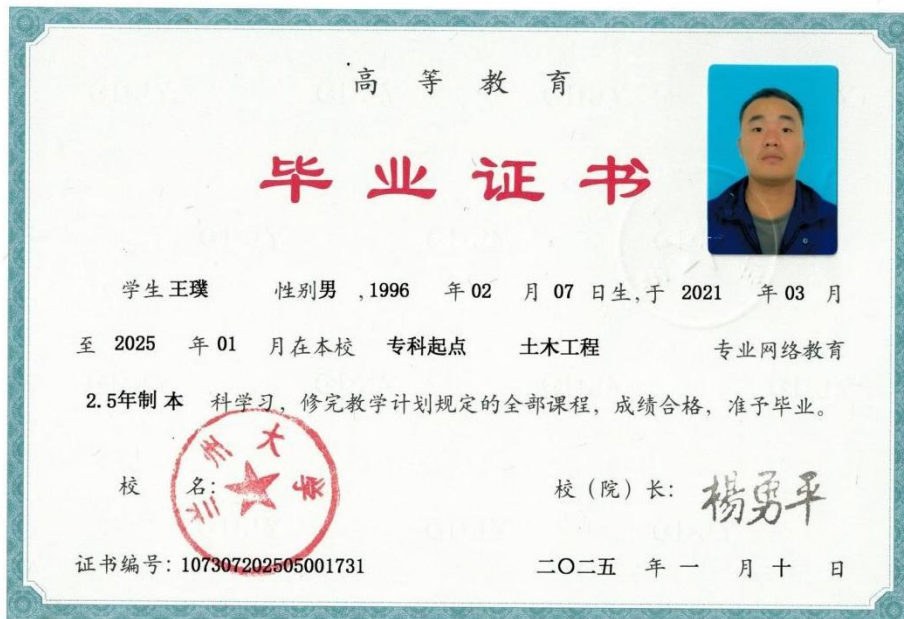 高等教育
毕业证书
学生 王璞 性别 男 ,1996 年 02 月 07 日生,于 2021 年 03 月
至 2025 年 01 月在本校 专科起点 土木工程 专业网络教育
2.5年制 本 科学习，修完教学计划规定的全部课程，成绩合格，准予毕业。
兰州大学
校 名: 校（院）长: 楊勇平
证书编号: 107307202505001731 二〇二五 年 一 月 十 日